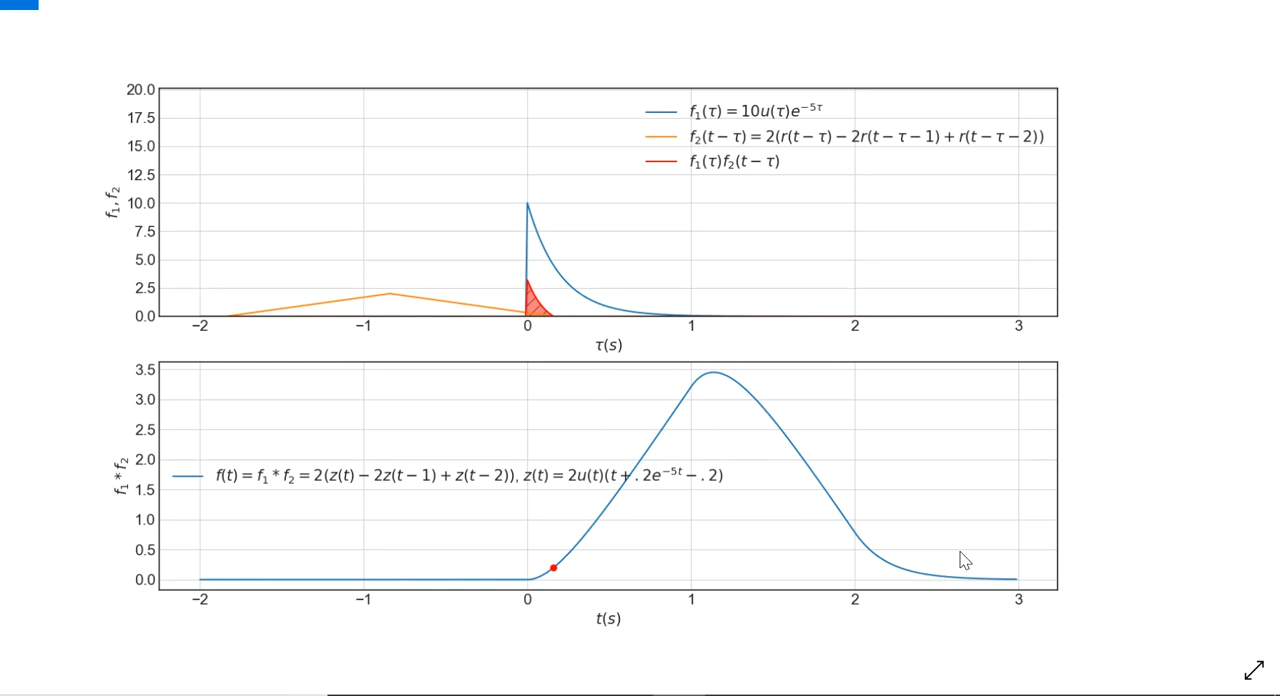 20.0
17.5
15.0
12.5
10.0
7.5
5.0
2.5
0.0
f₁, f₂
f₁(τ) = 10u(τ)e⁻⁵τ
f₂(t − τ) = 2(r(t − τ) − 2r(t − τ − 1) + r(t − τ − 2))
f₁(τ)f₂(t − τ)
−2 −1 0 1 2 3
τ(s)
3.5
3.0
2.5
2.0
1.5
1.0
0.5
0.0
f₁ * f₂
f(t) = f₁ * f₂ = 2(z(t) − 2z(t − 1) + z(t − 2)), z(t) = 2u(t)(t + .2e⁻⁵ᵗ − .2)
−2 −1 0 1 2 3
t(s)